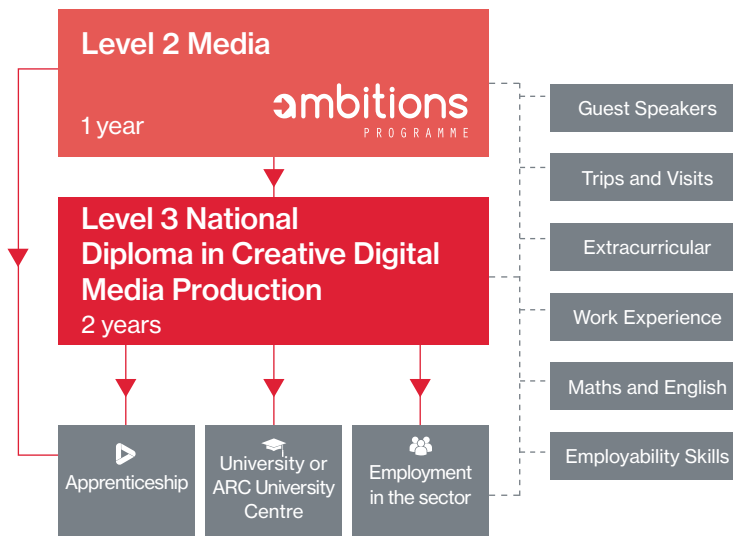 Level 2 Media
ambitions
PROGRAMME
1 year
Level 3 National
Diploma in Creative Digital
Media Production
2 years
Apprenticeship
University or
ARC University
Centre
Employment
in the sector
Guest Speakers
Trips and Visits
Extracurricular
Work Experience
Maths and English
Employability Skills